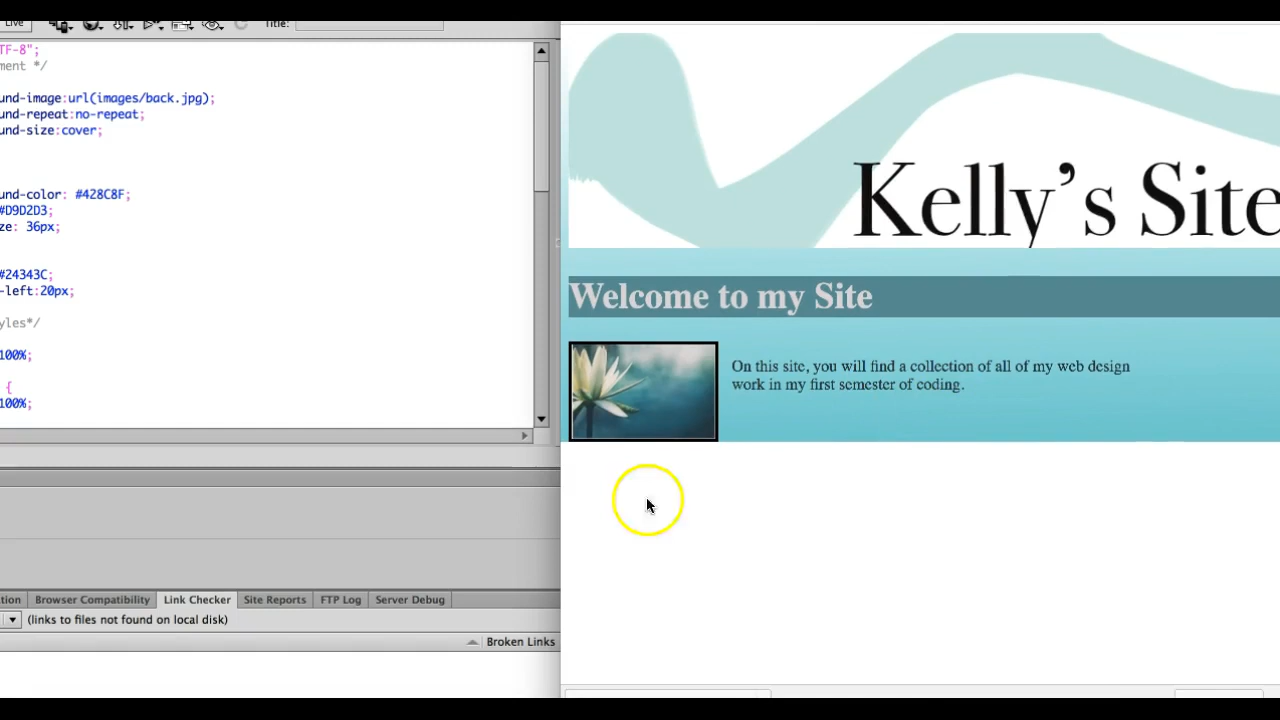 Live
Title:
TF-8";
ment */
und-image:url(images/back.jpg);
und-repeat:no-repeat;
und-size:cover;
und-color: #428C8F;
#D9D2D3;
ze: 36px;
#24343C;
-left:20px;
yles*/
100%;
{
100%;
tion Browser Compatibility Link Checker Site Reports FTP Log Server Debug
(links to files not found on local disk)
Broken Links
Kelly's Site
Welcome to my Site
On this site, you will find a collection of all of my web design
work in my first semester of coding.